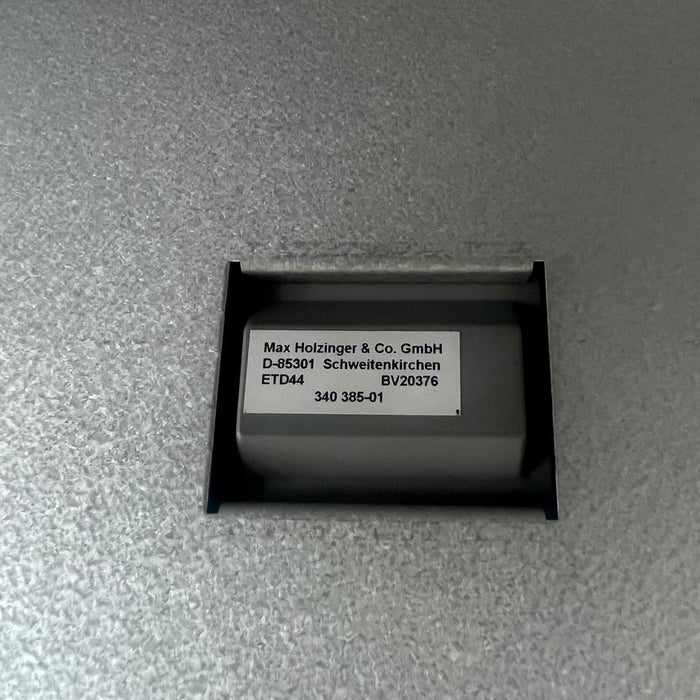 Max Holzinger & Co. GmbH
D-85301 Schweitenkirchen
ETD44 BV20376
340 385-01